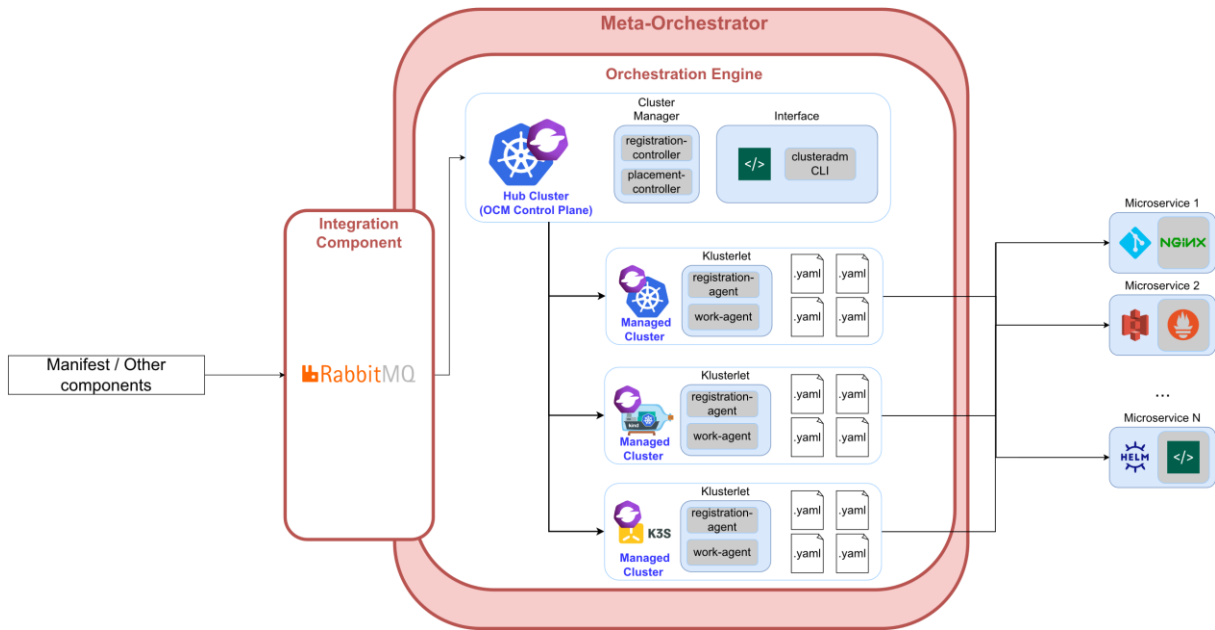 Meta-Orchestrator
Orchestration Engine
Cluster
Manager
Interface
registration-
controller
placement-
controller
</>
clusteradm
CLI
Hub Cluster
(OCM Control Plane)
Integration
Component
RabbitMQ
Manifest / Other
components
Klusterlet
registration-
agent
work-agent
Managed
Cluster
.yaml
.yaml
.yaml
.yaml
Klusterlet
registration-
agent
work-agent
Managed
Cluster
.yaml
.yaml
.yaml
.yaml
Klusterlet
registration-
agent
work-agent
K3S
Managed
Cluster
.yaml
.yaml
.yaml
.yaml
Microservice 1
NGINX
Microservice 2
...
Microservice N
HELM
</>